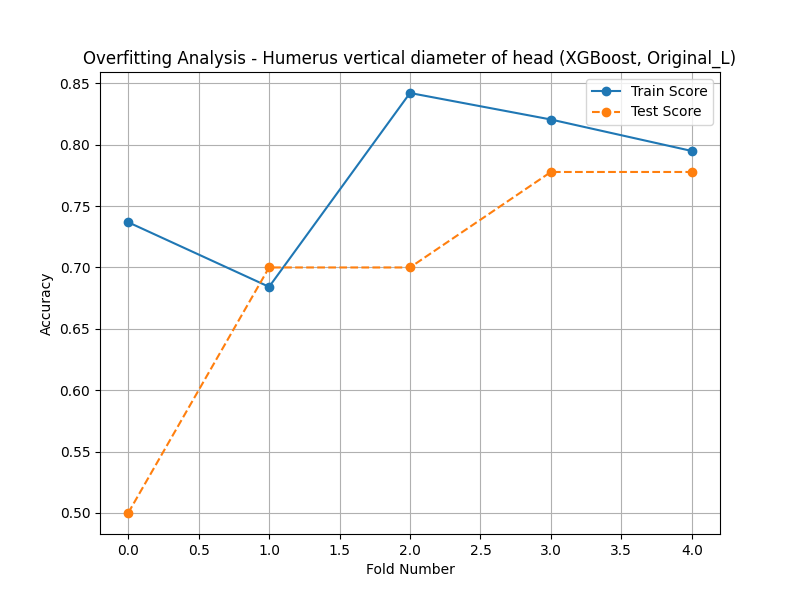 Overfitting Analysis - Humerus vertical diameter of head (XGBoost, Original_L)
Train Score
Test Score
0.85
0.80
0.75
0.70
0.65
0.60
0.55
0.50
Accuracy
0.0 0.5 1.0 1.5 2.0 2.5 3.0 3.5 4.0
Fold Number